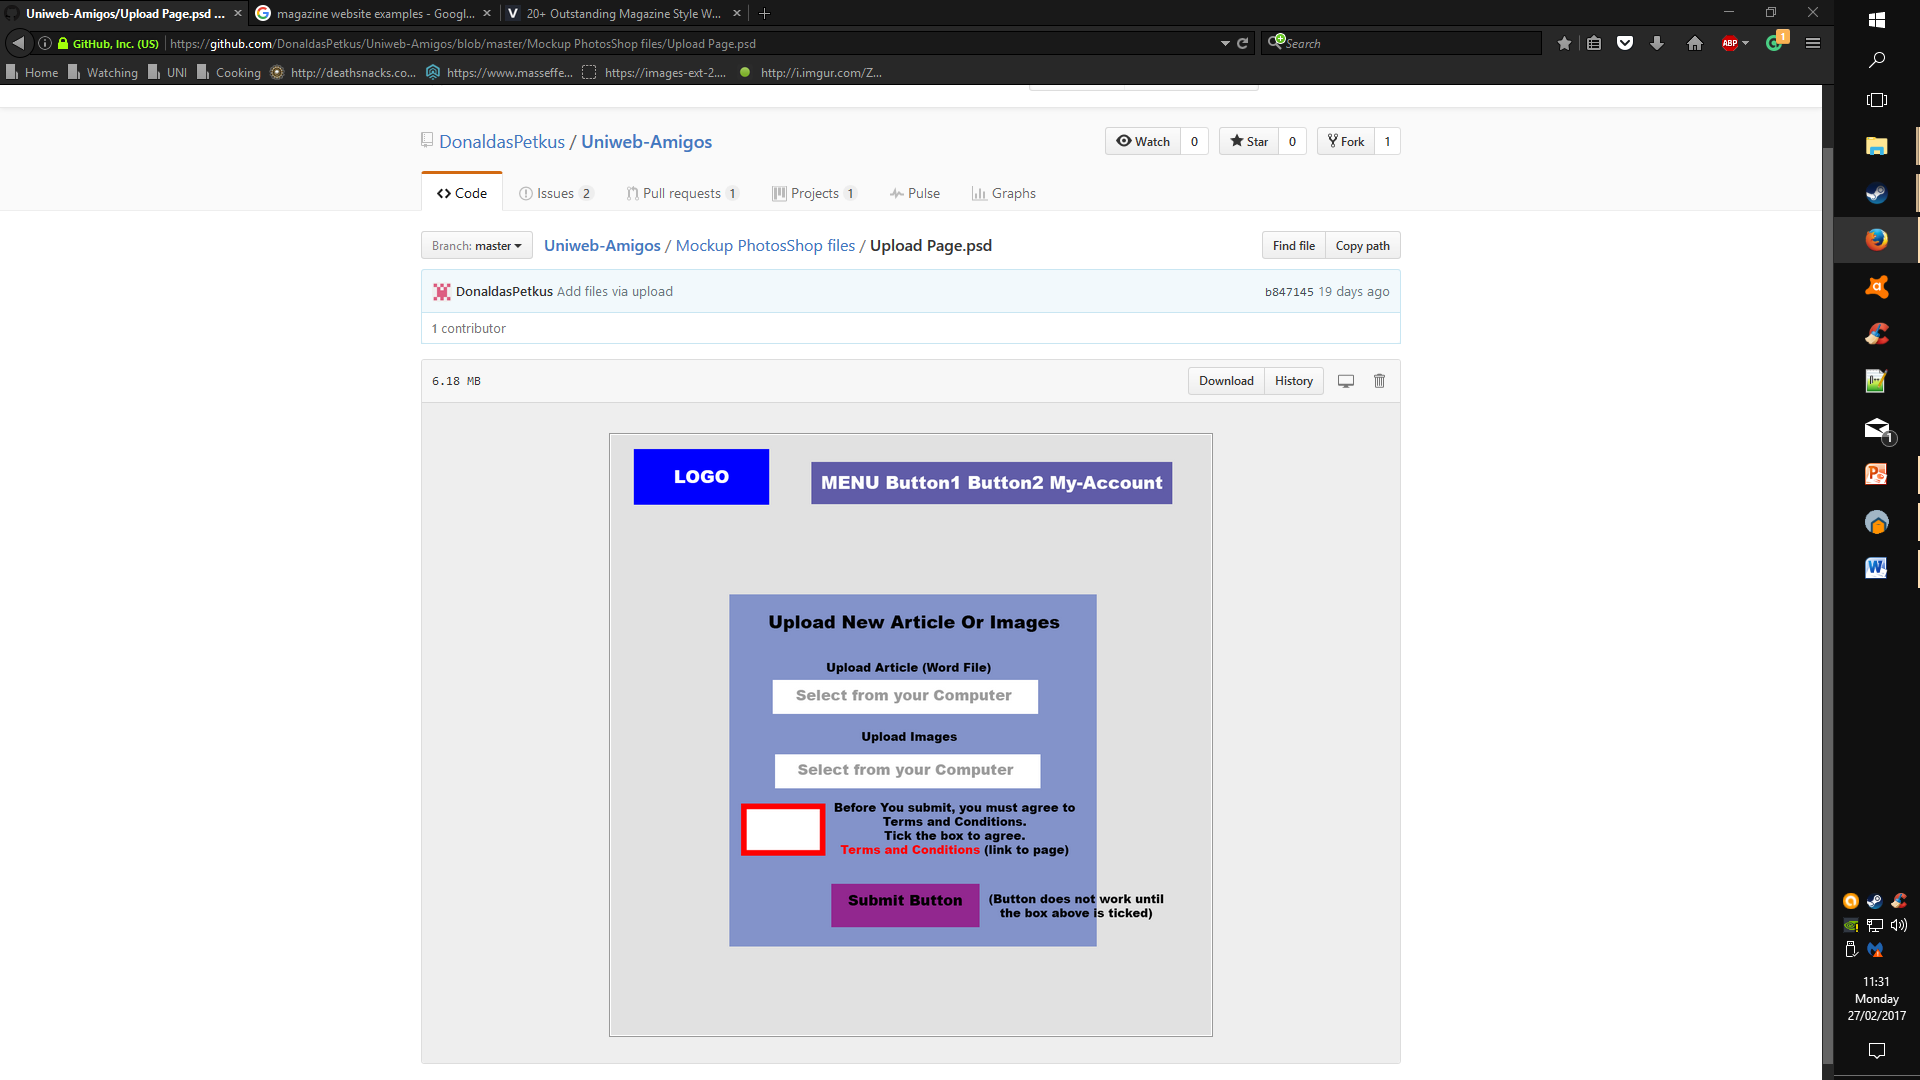 Uniweb-Amigos/Upload Page.psd ...
magazine website examples - Googl...
V 20+ Outstanding Magazine Style W...
GitHub, Inc. (US) https://github.com/DonaldasPetkus/Uniweb-Amigos/blob/master/Mockup PhotosShop files/Upload Page.psd
Search
ABP
1
Home Watching UNI Cooking http://deathsnacks.co... https://www.masseffe... https://images-ext-2.... http://i.imgur.com/Z...
DonaldasPetkus / Uniweb-Amigos
Watch 0 Star 0 Fork 1
Code Issues 2 Pull requests 1 Projects 1 Pulse Graphs
Branch: master Uniweb-Amigos / Mockup PhotosShop files / Upload Page.psd
Find file Copy path
DonaldasPetkus Add files via upload
b847145 19 days ago
1 contributor
6.18 MB
Download History
LOGO
MENU Button1 Button2 My-Account
Upload New Article Or Images
Upload Article (Word File)
Select from your Computer
Upload Images
Select from your Computer
Before You submit, you must agree to
Terms and Conditions.
Tick the box to agree.
Terms and Conditions (link to page)
Submit Button
(Button does not work until
the box above is ticked)
1
11:31
Monday
27/02/2017